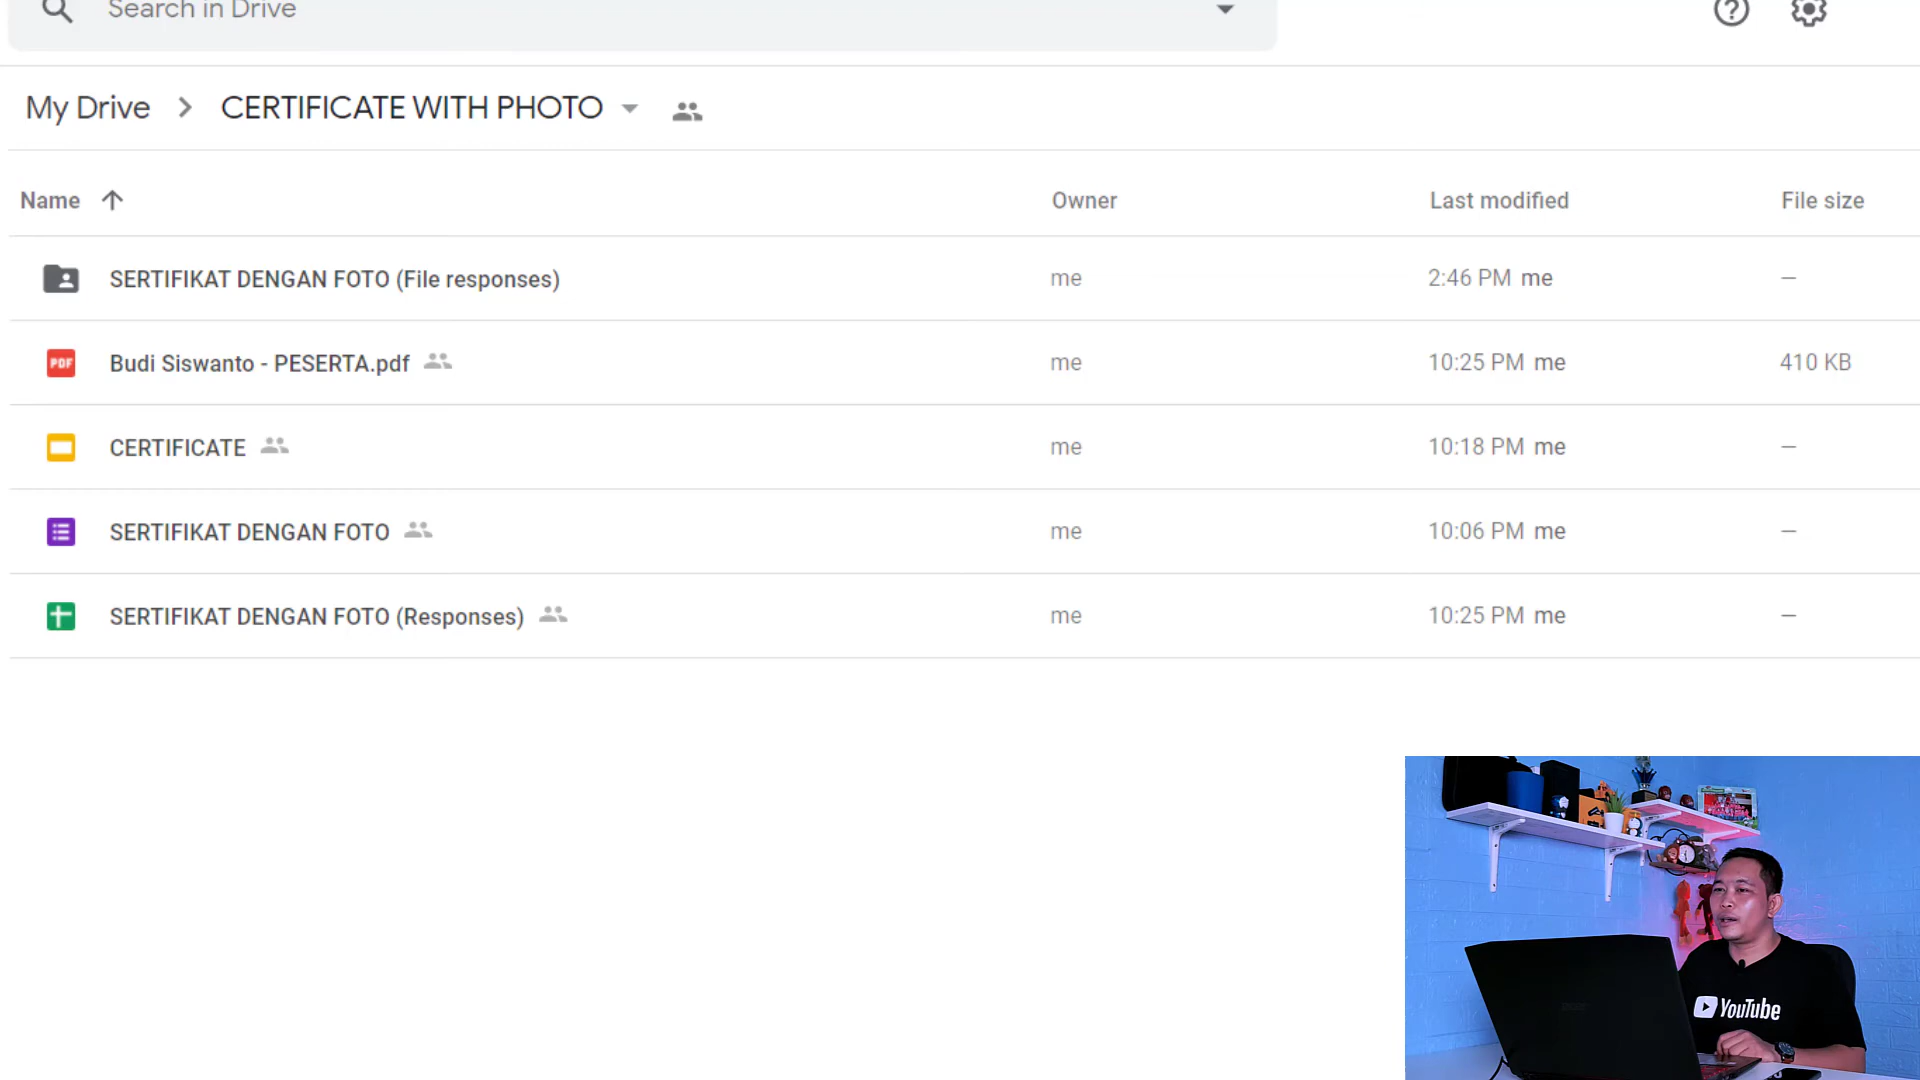 Search in Drive
My Drive > CERTIFICATE WITH PHOTO
Name Owner Last modified File size
SERTIFIKAT DENGAN FOTO (File responses) me 2:46 PM me –
PDF Budi Siswanto - PESERTA.pdf me 10:25 PM me 410 KB
CERTIFICATE me 10:18 PM me –
SERTIFIKAT DENGAN FOTO me 10:06 PM me –
SERTIFIKAT DENGAN FOTO (Responses) me 10:25 PM me –
YouTube